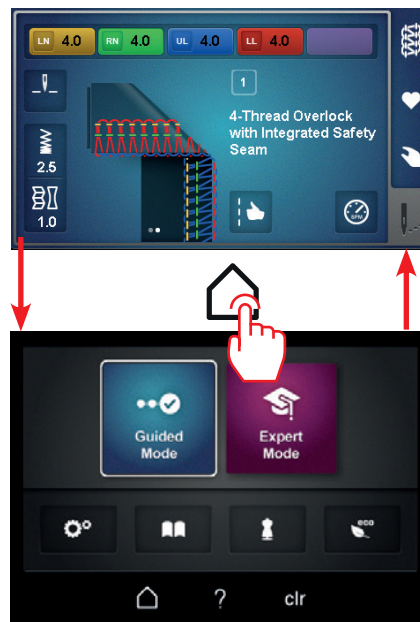 LN 4.0 RN 4.0 UL 4.0 LL 4.0
1
4-Thread Overlock
with Integrated Safety
Seam
2.5
1.0
SPM
Guided
Mode
Expert
Mode
eco
? clr